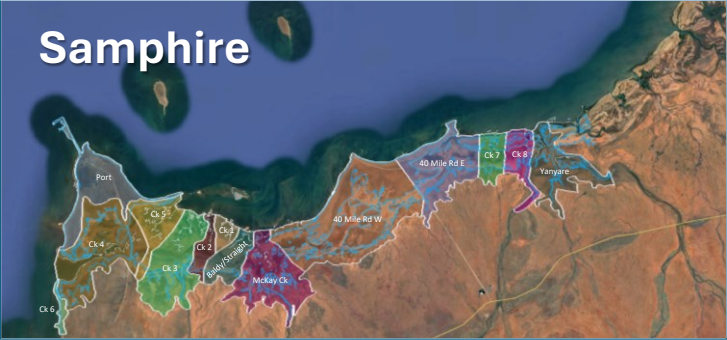 Samphire
Port
Ck 5
Ck 4
Ck 3
Ck 6
Ck 2
Ck 1
Baldy/Straight
McKay Ck
40 Mile Rd W
40 Mile Rd E
Ck 7
Ck 8
Yanyare